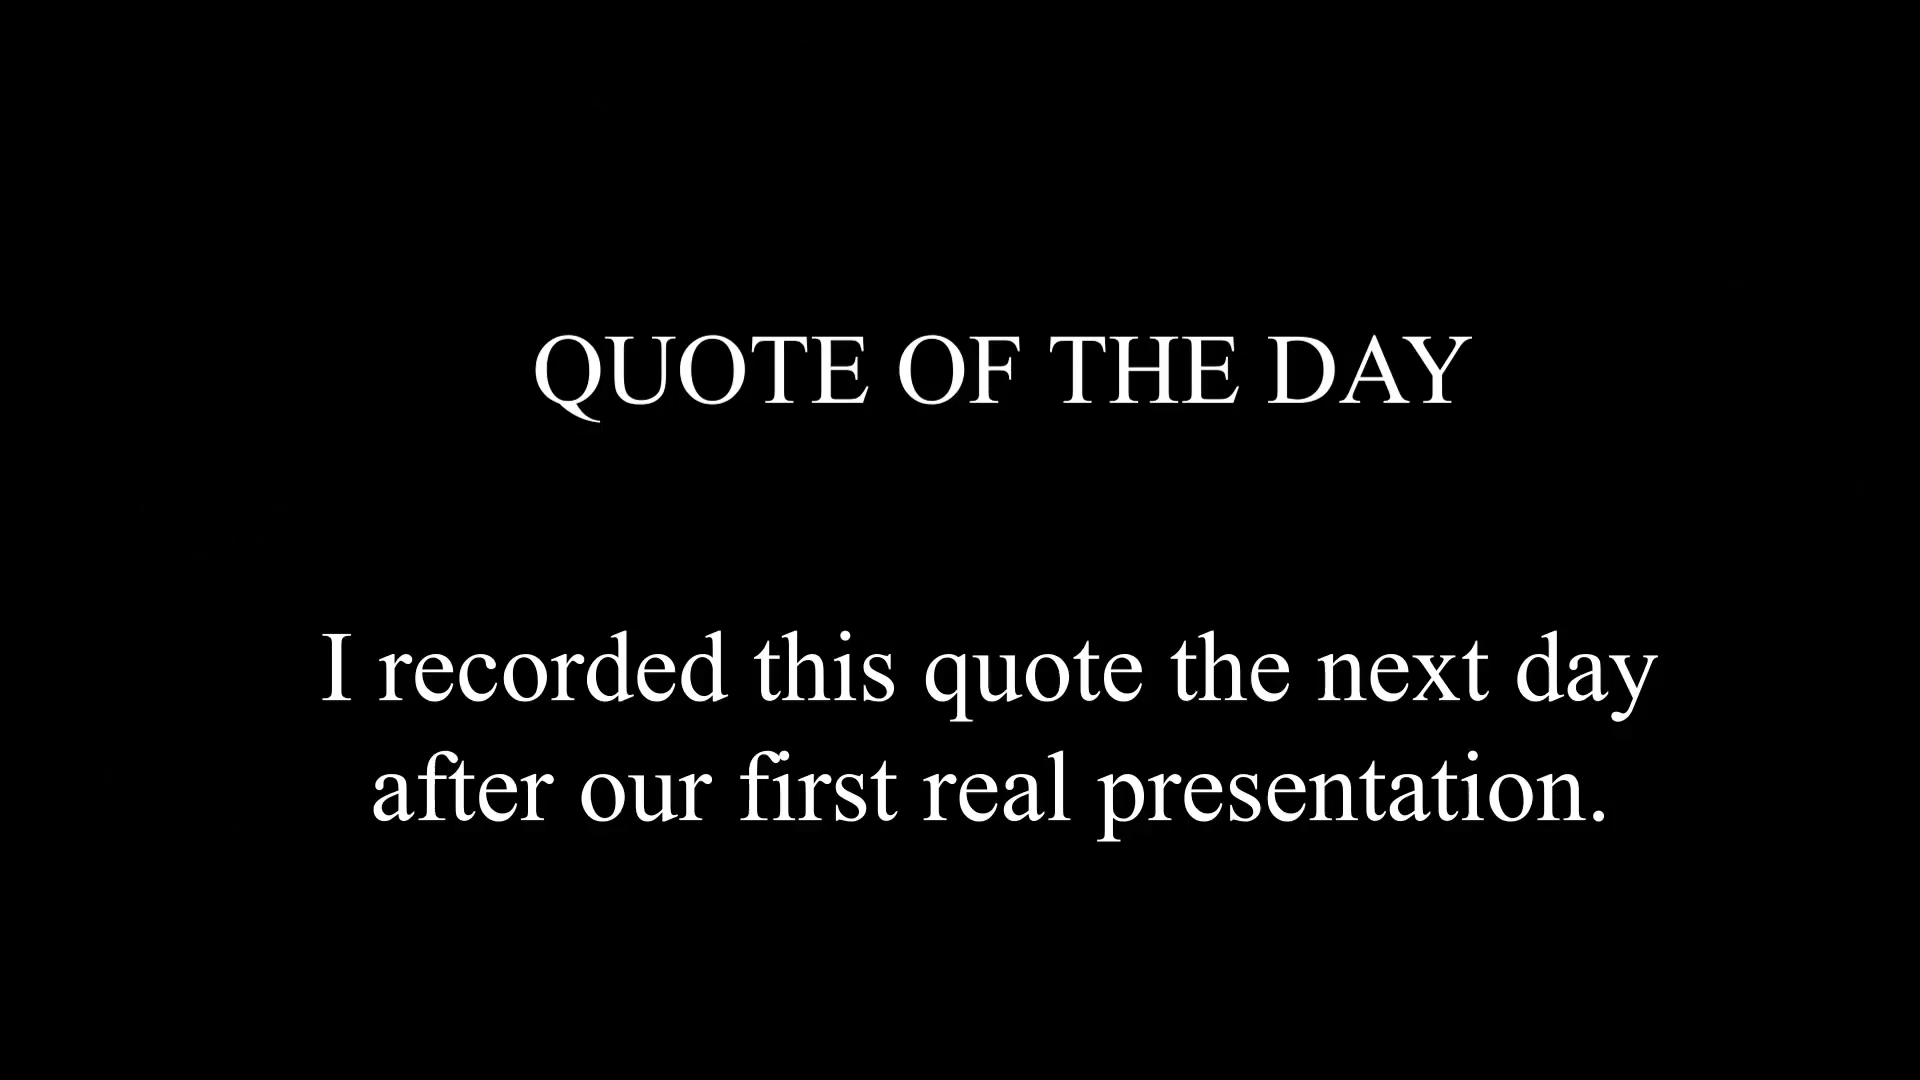 QUOTE OF THE DAY
I recorded this quote the next day
after our first real presentation.